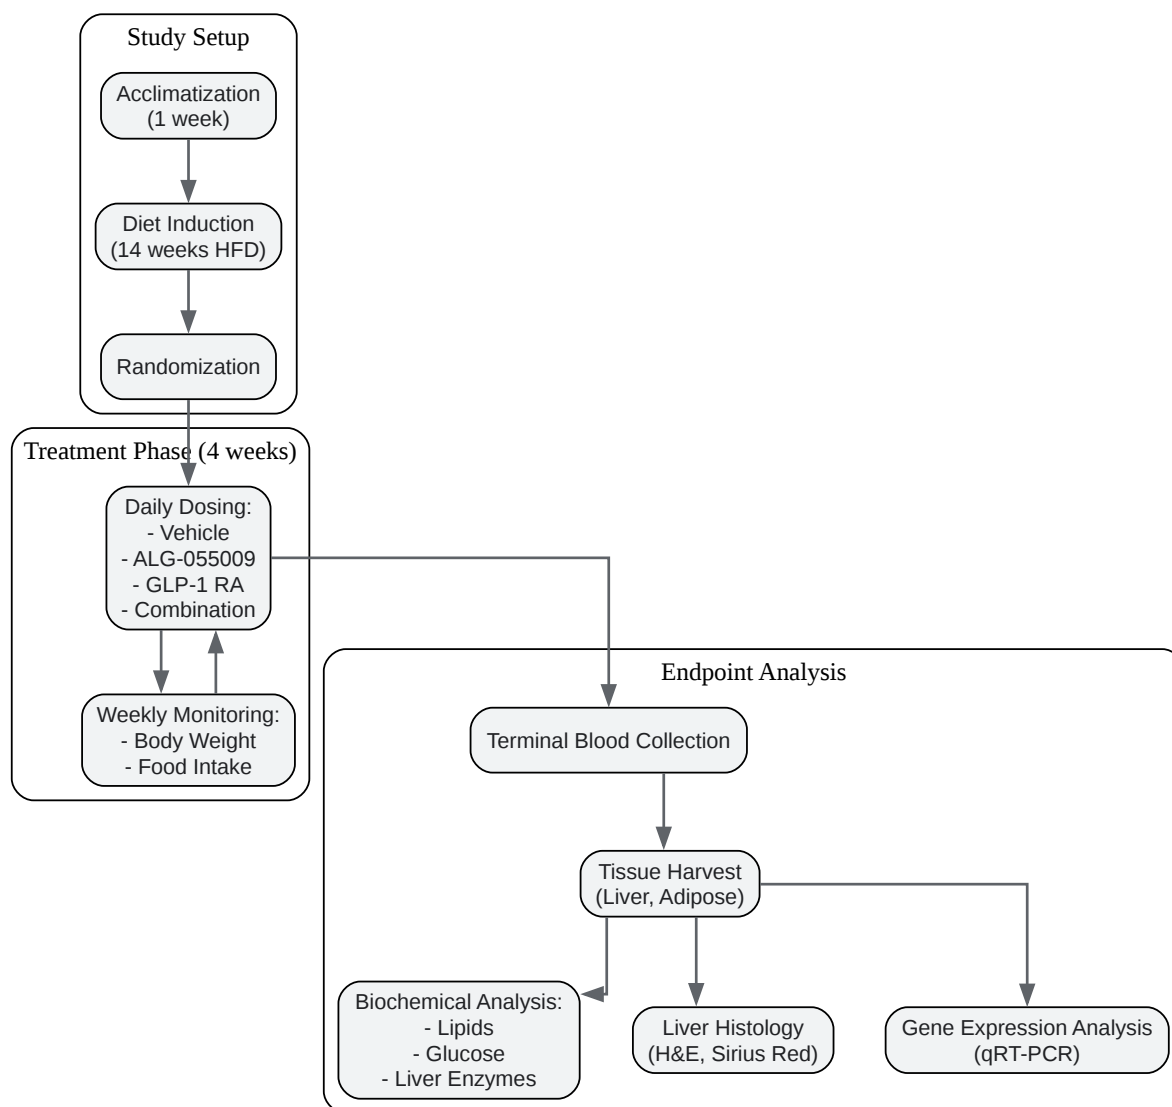 Study Setup
Acclimatization
(1 week)
Diet Induction
(14 weeks HFD)
Randomization
Treatment Phase (4 weeks)
Daily Dosing:
- Vehicle
- ALG-055009
- GLP-1 RA
- Combination
Weekly Monitoring:
- Body Weight
- Food Intake
Endpoint Analysis
Terminal Blood Collection
Tissue Harvest
(Liver, Adipose)
Biochemical Analysis:
- Lipids
- Glucose
- Liver Enzymes
Liver Histology
(H&E, Sirius Red)
Gene Expression Analysis
(qRT-PCR)